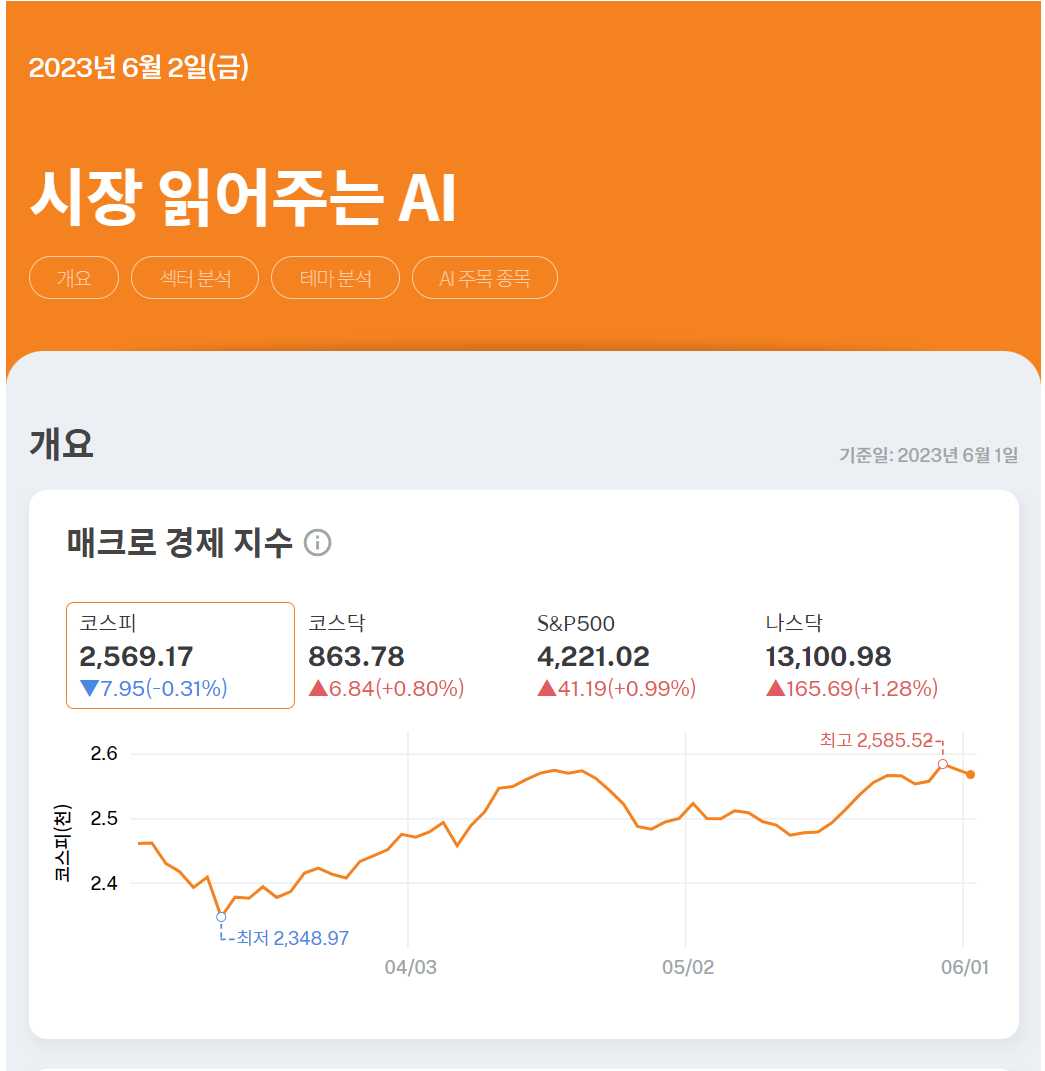 2023년 6월 2일(금)
시장 읽어주는 AI
개요 섹터 분석 테마 분석 AI 주목 종목
개요
기준일: 2023년 6월 1일
매크로 경제 지수
코스피 코스닥 S&P500 나스닥
2,569.17 863.78 4,221.02 13,100.98
▼7.95(-0.31%) ▲6.84(+0.80%) ▲41.19(+0.99%) ▲165.69(+1.28%)
최고 2,585.52
2.6
2.5
코스피(천)
2.4
최저 2,348.97
04/03 05/02 06/01